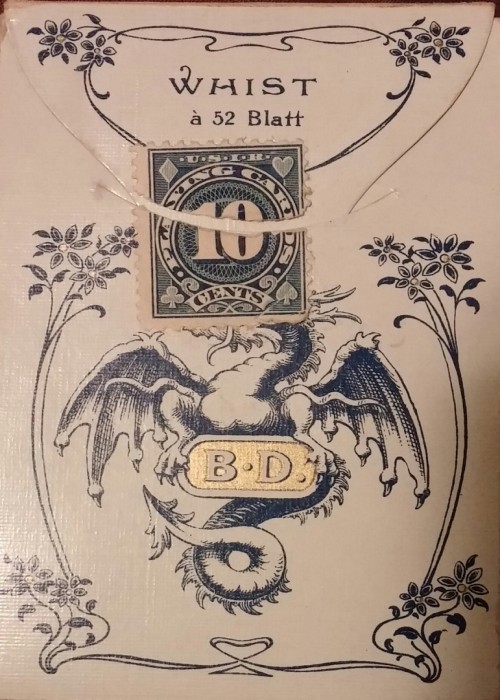 WHIST
à 52 Blatt
·U·S·I·R·
PLAYING CARDS
10
CENTS
B·D.